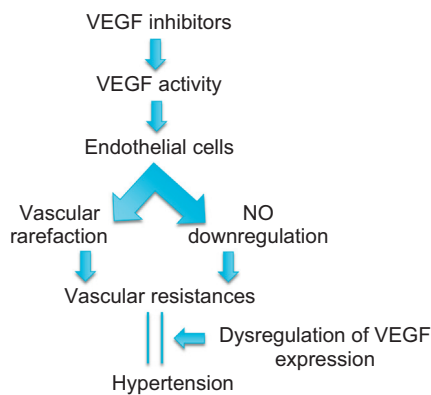 VEGF inhibitors
VEGF activity
Endothelial cells
Vascular
rarefaction
NO
downregulation
Vascular resistances
Dysregulation of VEGF
expression
Hypertension